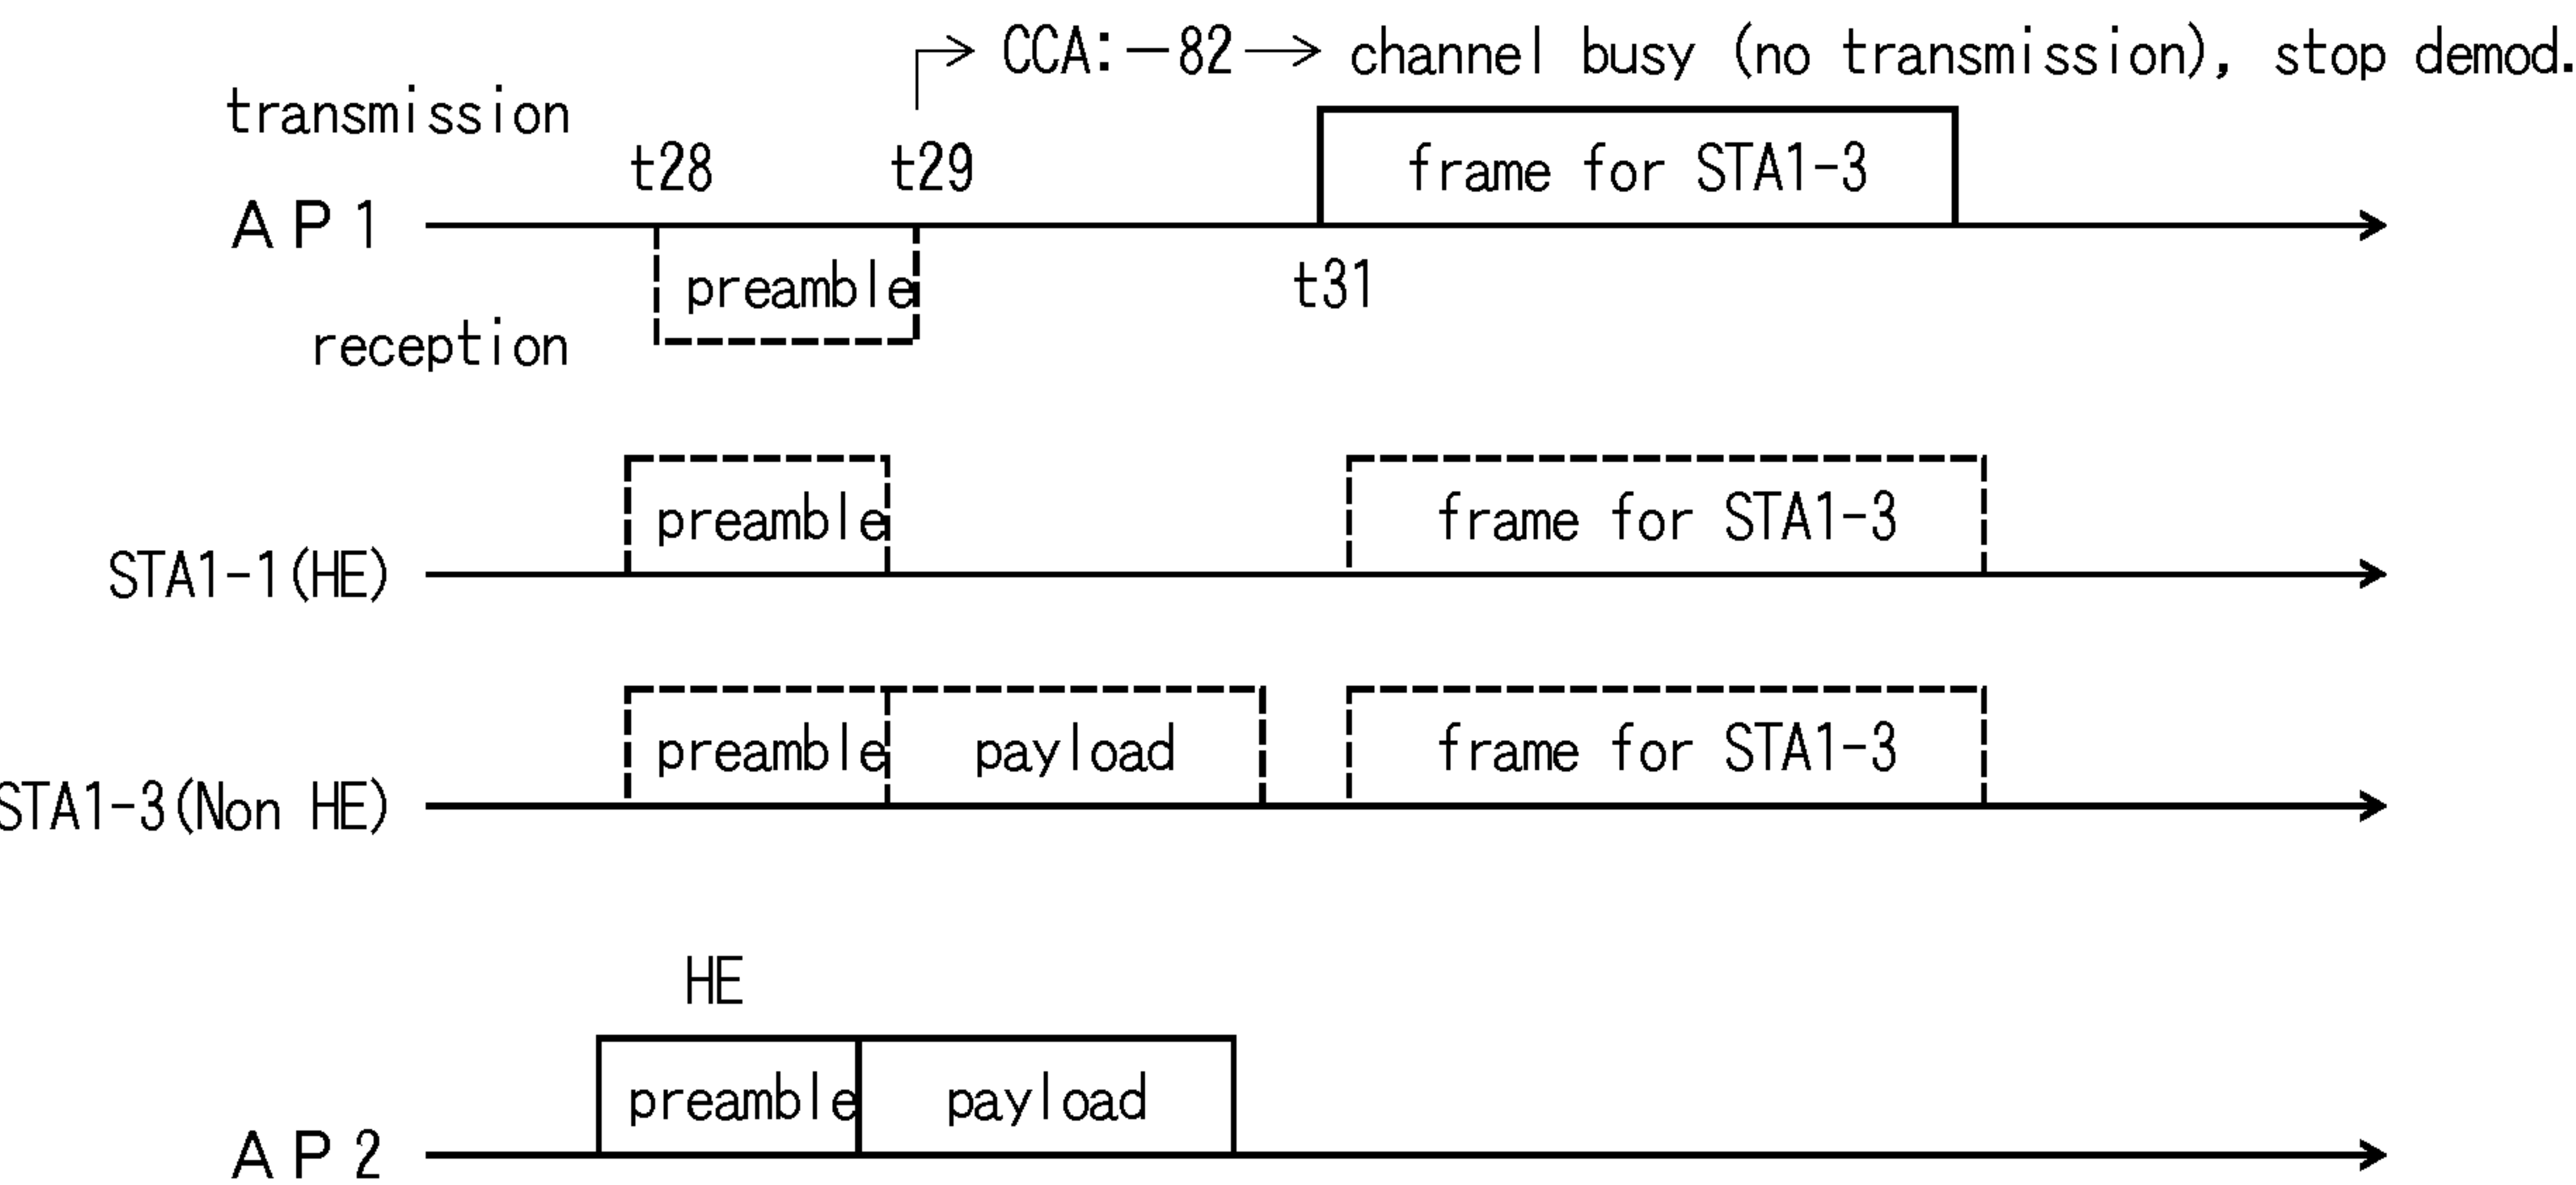 CCA:−82 → channel busy (no transmission), stop demod.
transmission
t28 t29 frame for STA1-3
AP1
preamble t31
reception
preamble frame for STA1-3
STA1-1(HE)
preamble payload frame for STA1-3
STA1-3(Non HE)
HE
preamble payload
AP2